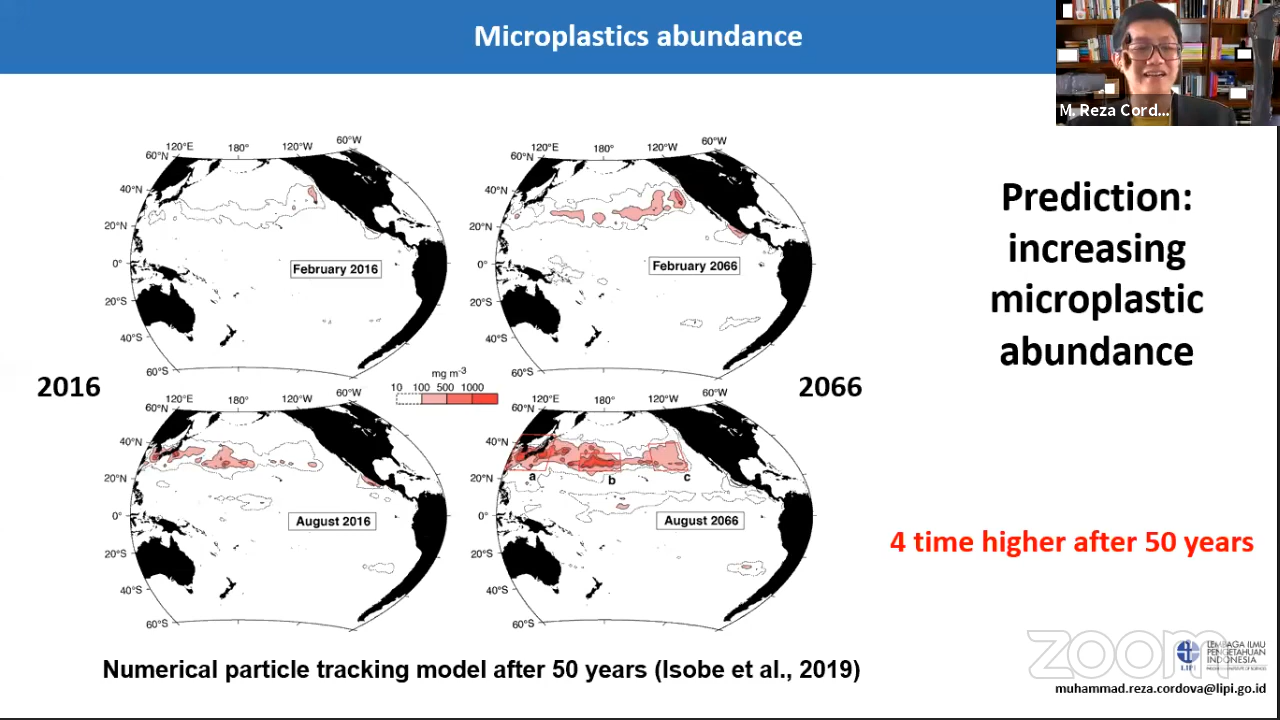 Microplastics abundance
M. Reza Cord...
120°E 180° 120°W 60°W
60°N
40°N
20°N
0°
20°S
40°S
60°S
February 2016
120°E 180° 120°W 60°W
60°N
40°N
20°N
0°
20°S
40°S
60°S
February 2066
Prediction:
increasing
microplastic
abundance
2016
mg m-3
10 100 500 1000
2066
120°E 180° 120°W 60°W
60°N
40°N
20°N
0°
20°S
40°S
60°S
August 2016
120°E 180° 120°W 60°W
60°N
40°N
20°N
0°
20°S
40°S
60°S
a b c
August 2066
4 time higher after 50 years
Numerical particle tracking model after 50 years (Isobe et al., 2019)
zoom
LIPI
LEMBAGA ILMU
PENGETAHUAN
INDONESIA
muhammad.reza.cordova@lipi.go.id